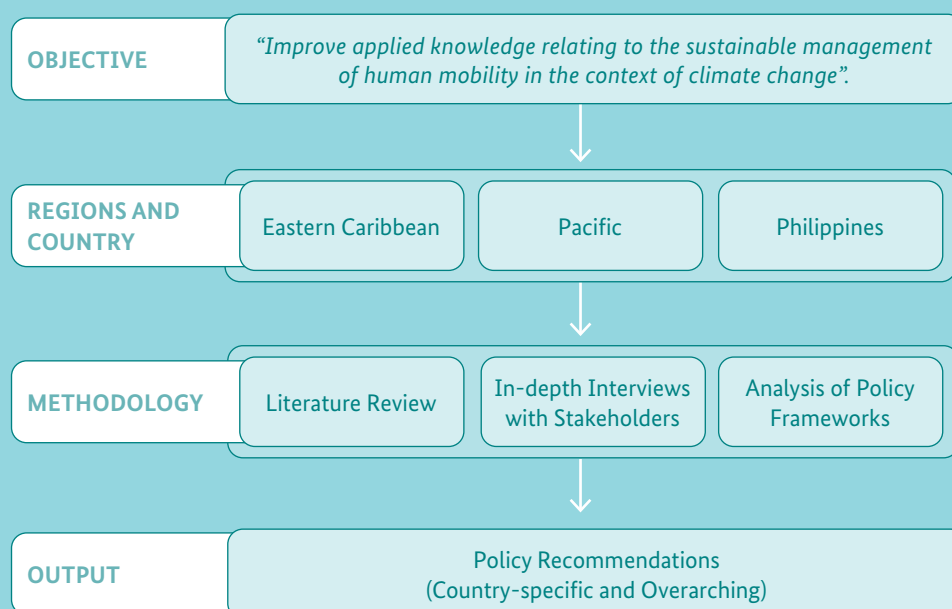 OBJECTIVE
“Improve applied knowledge relating to the sustainable management
of human mobility in the context of climate change”.
REGIONS AND
COUNTRY
Eastern Caribbean
Pacific
Philippines
METHODOLOGY
Literature Review
In-depth Interviews
with Stakeholders
Analysis of Policy
Frameworks
OUTPUT
Policy Recommendations
(Country-specific and Overarching)